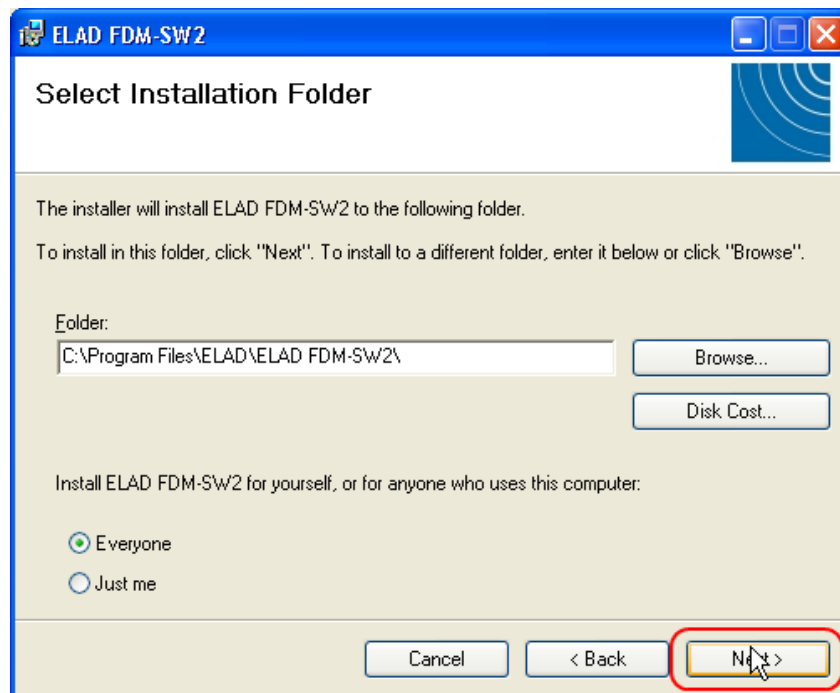 ELAD FDM-SW2
Select Installation Folder
The installer will install ELAD FDM-SW2 to the following folder.
To install in this folder, click "Next". To install to a different folder, enter it below or click "Browse".
Folder:
C:\Program Files\ELAD\ELAD FDM-SW2\
Browse...
Disk Cost...
Install ELAD FDM-SW2 for yourself, or for anyone who uses this computer:
Everyone
Just me
Cancel
< Back
Next >